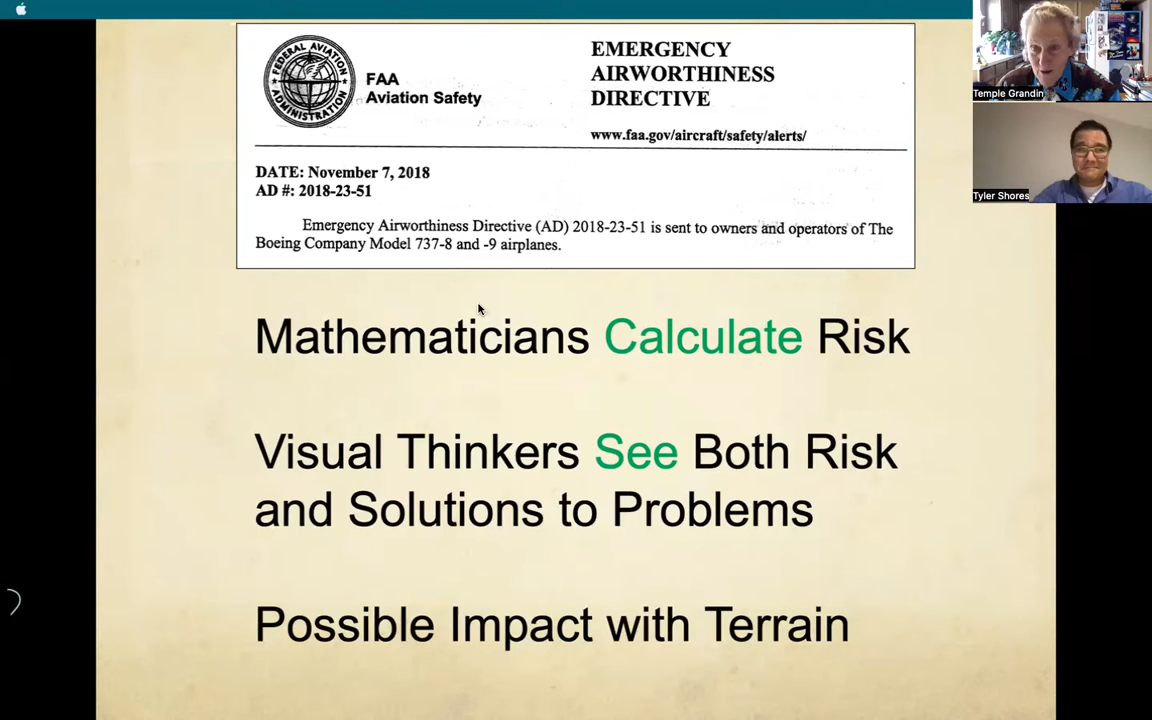 FEDERAL AVIATION
ADMINISTRATION
FAA
Aviation Safety
EMERGENCY
AIRWORTHINESS
DIRECTIVE
www.faa.gov/aircraft/safety/alerts/
DATE: November 7, 2018
AD #: 2018-23-51
Emergency Airworthiness Directive (AD) 2018-23-51 is sent to owners and operators of The
Boeing Company Model 737-8 and -9 airplanes.
Mathematicians Calculate Risk
Visual Thinkers See Both Risk
and Solutions to Problems
Possible Impact with Terrain
Temple Grandin
Tyler Shores